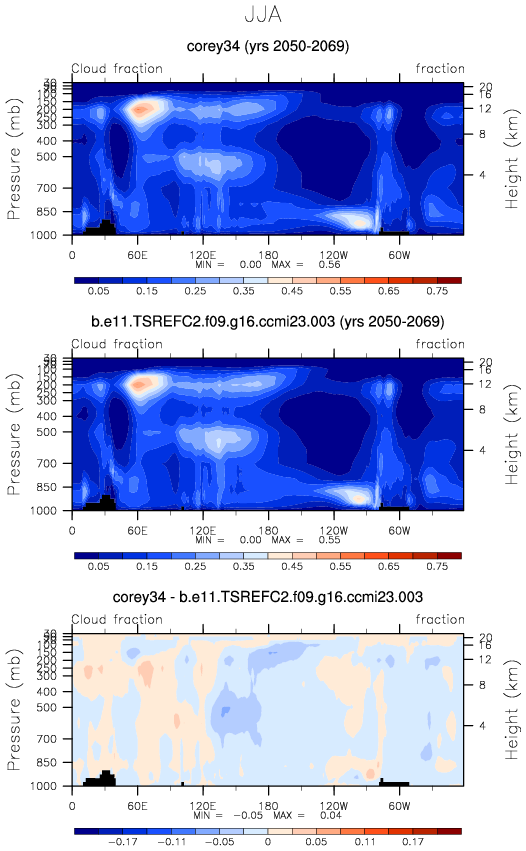 JJA
corey34 (yrs 2050-2069)
Cloud fraction fraction
Pressure (mb)
Height (km)
100
150
200
250
300
400
500
700
850
1000
20
16
12
8
4
0 60E 120E 180 120W 60W
MIN = 0.00 MAX = 0.56
0.05 0.15 0.25 0.35 0.45 0.55 0.65 0.75
b.e11.TSREFC2.f09.g16.ccmi23.003 (yrs 2050-2069)
Cloud fraction fraction
Pressure (mb)
Height (km)
100
150
200
250
300
400
500
700
850
1000
20
16
12
8
4
0 60E 120E 180 120W 60W
MIN = 0.00 MAX = 0.55
0.05 0.15 0.25 0.35 0.45 0.55 0.65 0.75
corey34 - b.e11.TSREFC2.f09.g16.ccmi23.003
Cloud fraction fraction
Pressure (mb)
Height (km)
100
150
200
250
300
400
500
700
850
1000
20
16
12
8
4
0 60E 120E 180 120W 60W
MIN = -0.05 MAX = 0.04
-0.17 -0.11 -0.05 0 0.05 0.11 0.17